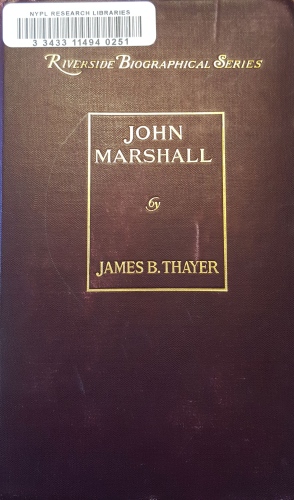 NYPL RESEARCH LIBRARIES
3 3433 11494 0251
RIVERSIDE BIOGRAPHICAL SERIES
JOHN
MARSHALL
by
JAMES B. THAYER